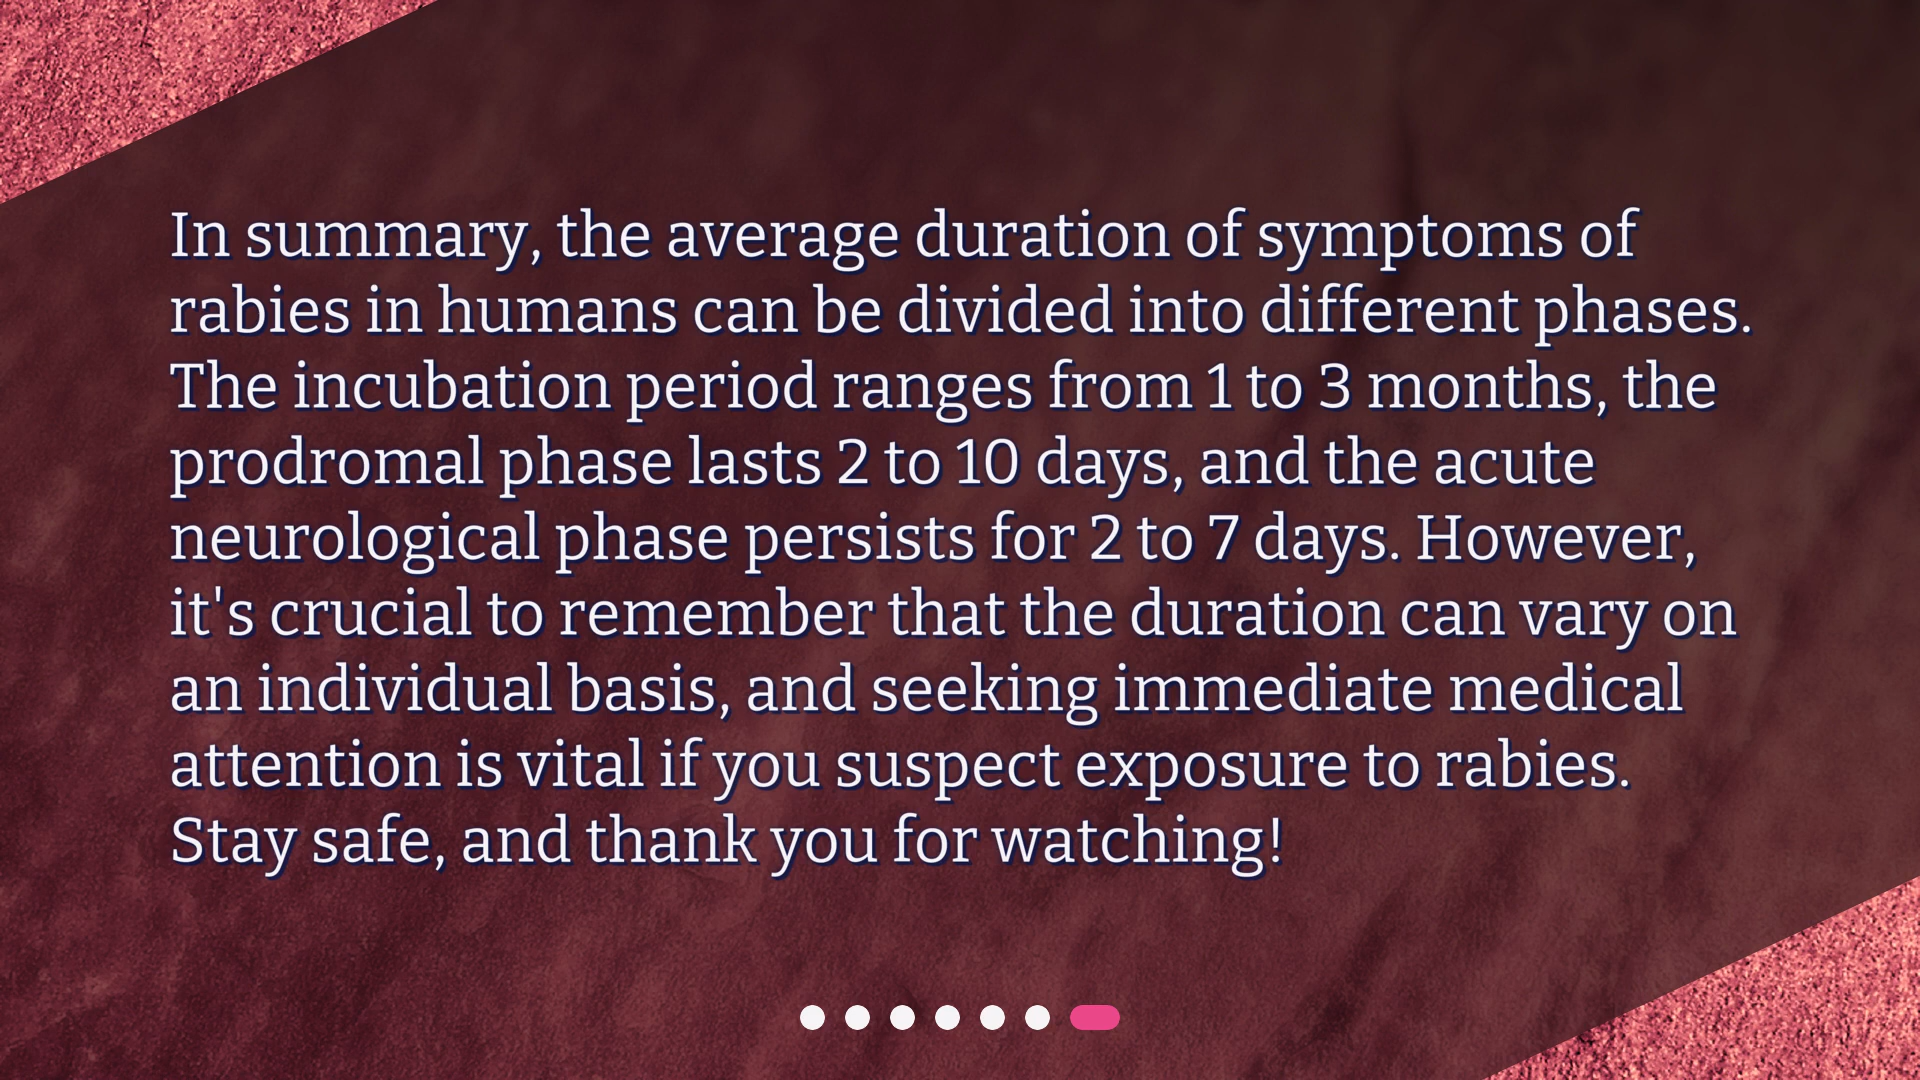 In summary, the average duration of symptoms of
rabies in humans can be divided into different phases.
The incubation period ranges from 1 to 3 months, the
prodromal phase lasts 2 to 10 days, and the acute
neurological phase persists for 2 to 7 days. However,
it's crucial to remember that the duration can vary on
an individual basis, and seeking immediate medical
attention is vital if you suspect exposure to rabies.
Stay safe, and thank you for watching!